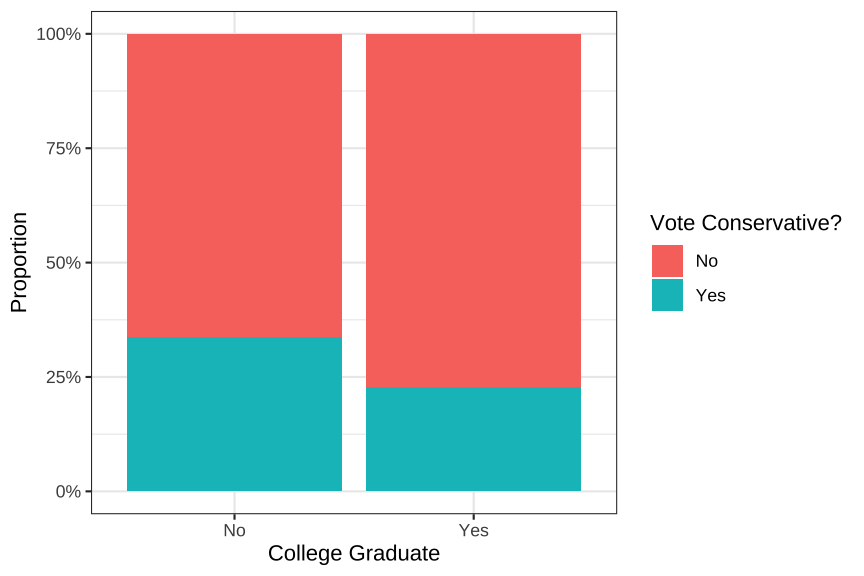 100%
75%
50%
25%
0%
Proportion
No
Yes
College Graduate
Vote Conservative?
No
Yes